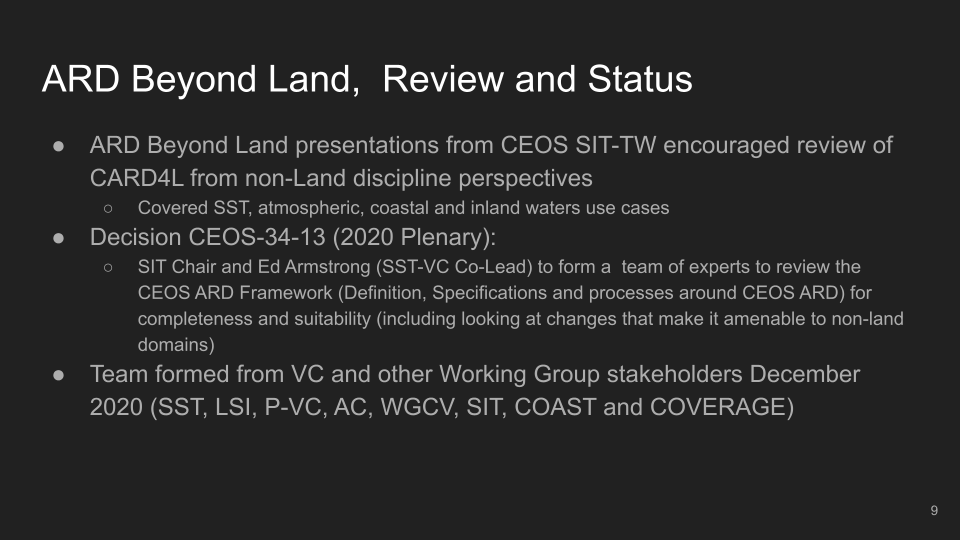 ARD Beyond Land,  Review and Status
● ARD Beyond Land presentations from CEOS SIT-TW encouraged review of
CARD4L from non-Land discipline perspectives
○ Covered SST, atmospheric, coastal and inland waters use cases
● Decision CEOS-34-13 (2020 Plenary):
○ SIT Chair and Ed Armstrong (SST-VC Co-Lead) to form a  team of experts to review the
CEOS ARD Framework (Definition, Specifications and processes around CEOS ARD) for
completeness and suitability (including looking at changes that make it amenable to non-land
domains)
● Team formed from VC and other Working Group stakeholders December
2020 (SST, LSI, P-VC, AC, WGCV, SIT, COAST and COVERAGE)
9